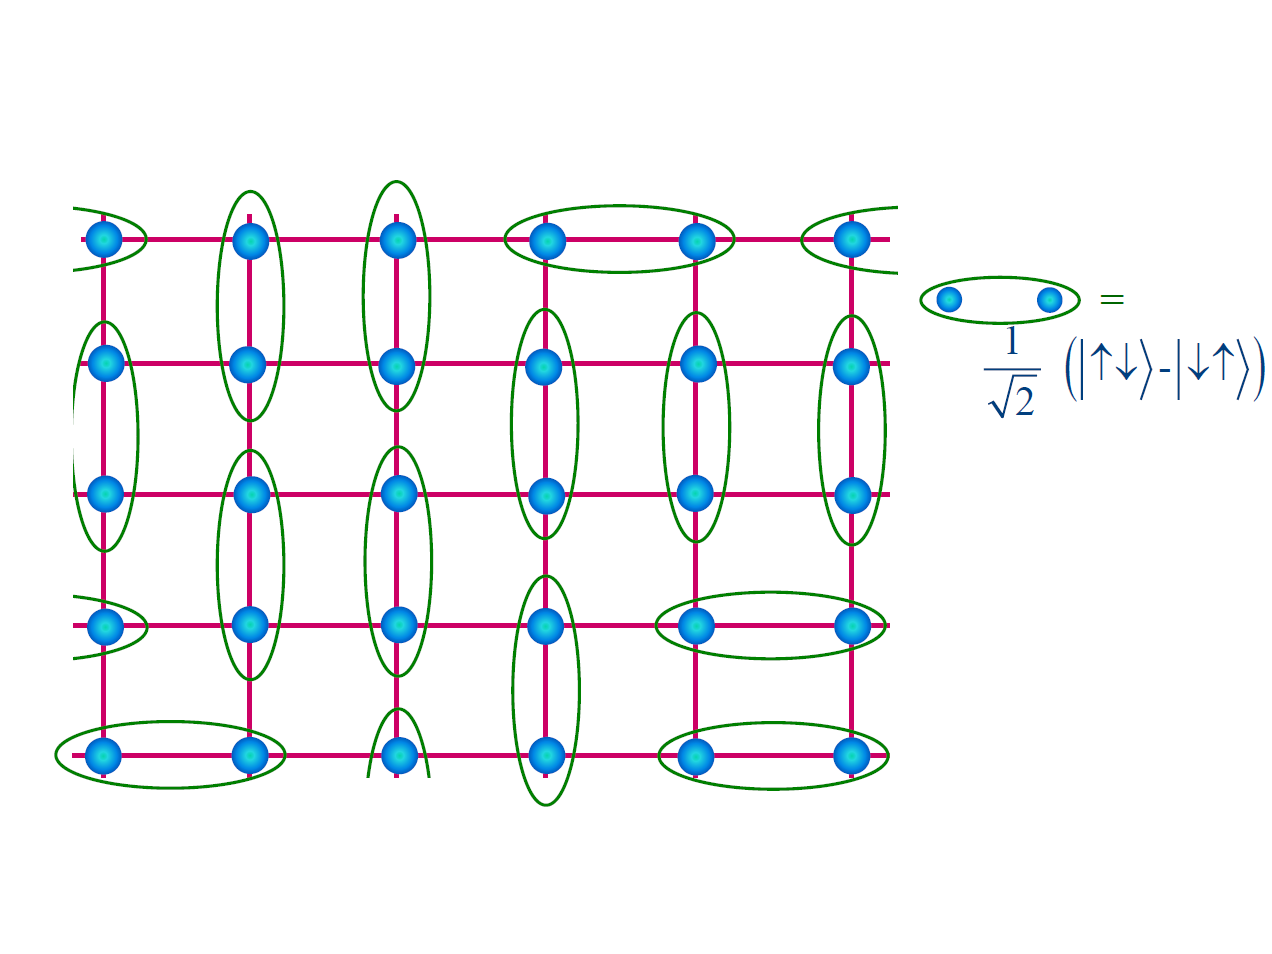 =
1/√2 (|↑↓⟩-|↓↑⟩)